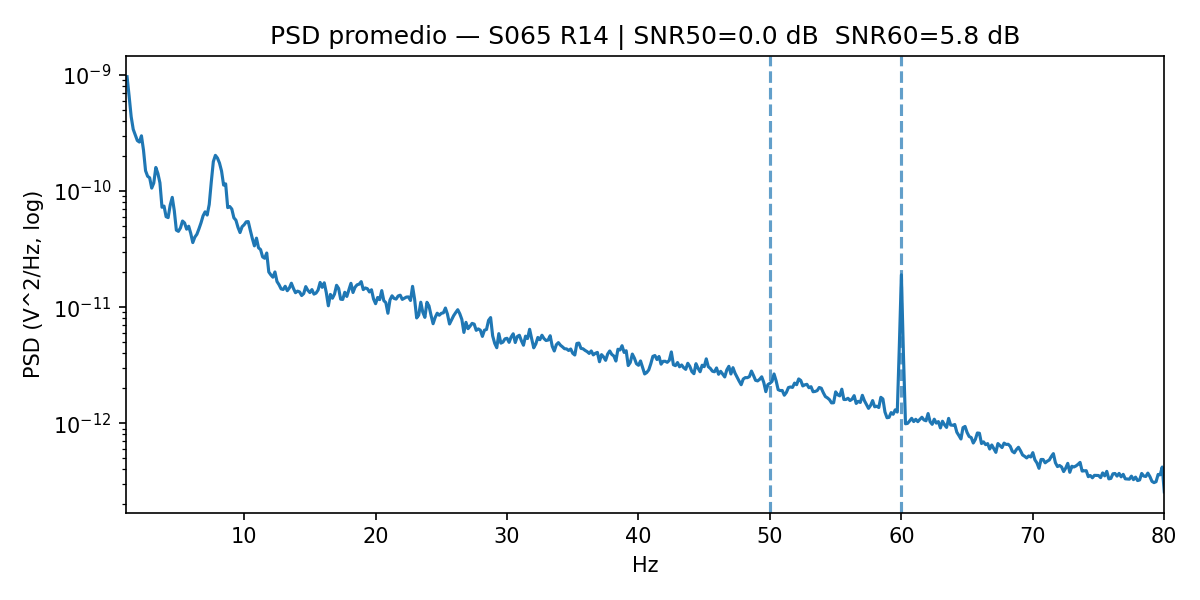 PSD promedio — S065 R14 | SNR50=0.0 dB  SNR60=5.8 dB
PSD (V^2/Hz, log)
10⁻⁹
10⁻¹⁰
10⁻¹¹
10⁻¹²
10 20 30 40 50 60 70 80
Hz